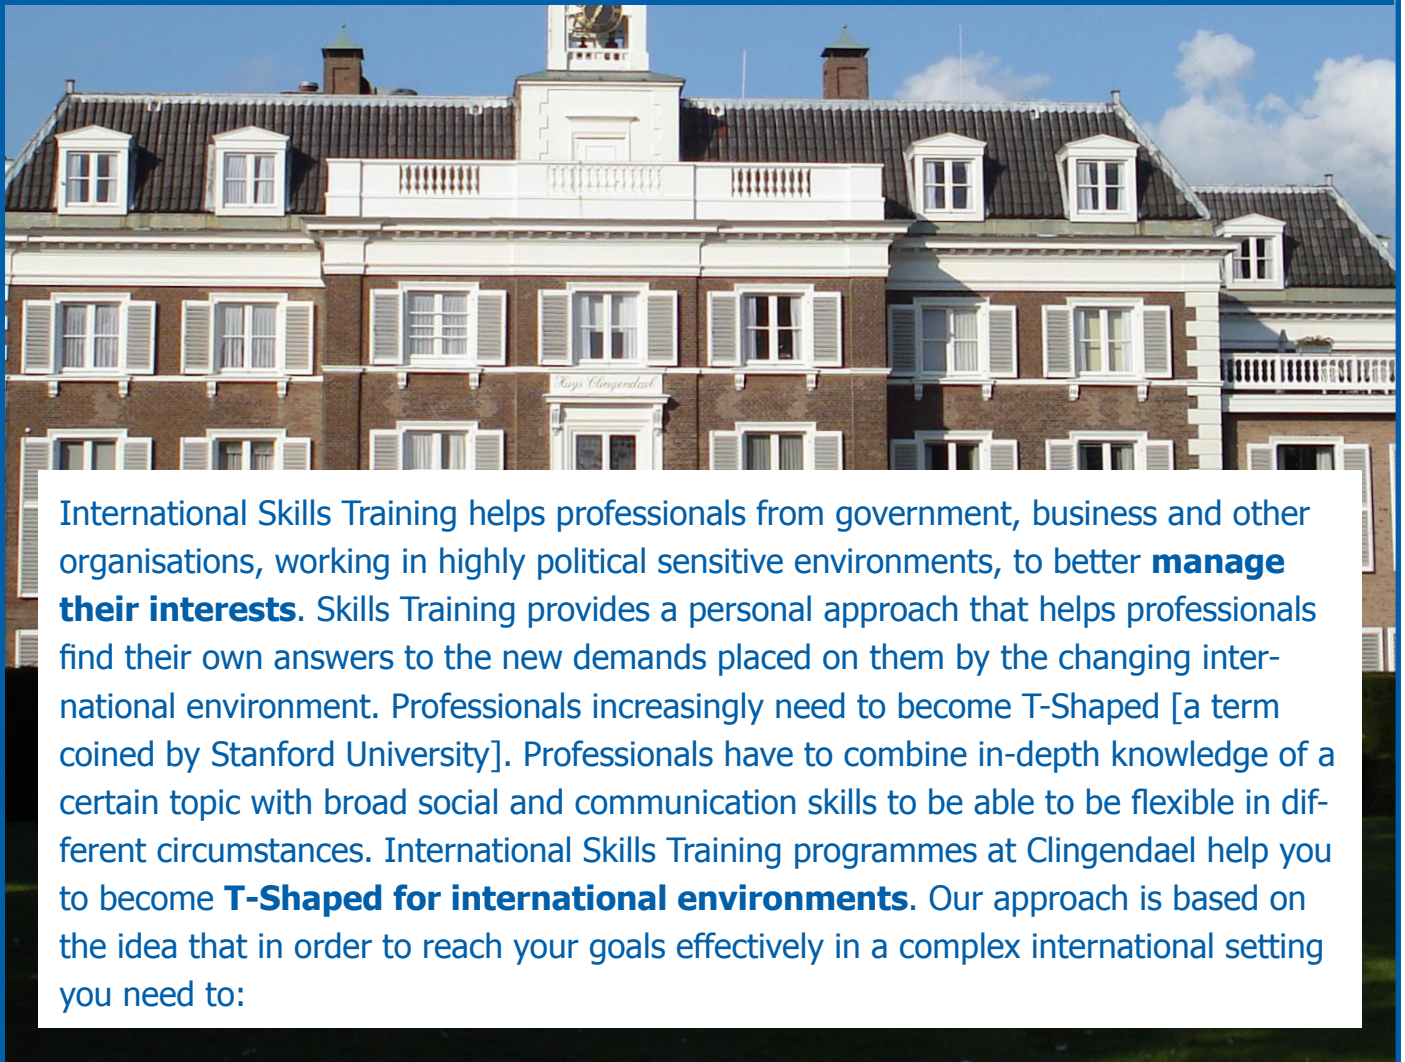 Huys Clingendael
International Skills Training helps professionals from government, business and other
organisations, working in highly political sensitive environments, to better manage
their interests. Skills Training provides a personal approach that helps professionals
find their own answers to the new demands placed on them by the changing inter-
national environment. Professionals increasingly need to become T-Shaped [a term
coined by Stanford University]. Professionals have to combine in-depth knowledge of a
certain topic with broad social and communication skills to be able to be flexible in dif-
ferent circumstances. International Skills Training programmes at Clingendael help you
to become T-Shaped for international environments. Our approach is based on
the idea that in order to reach your goals effectively in a complex international setting
you need to: